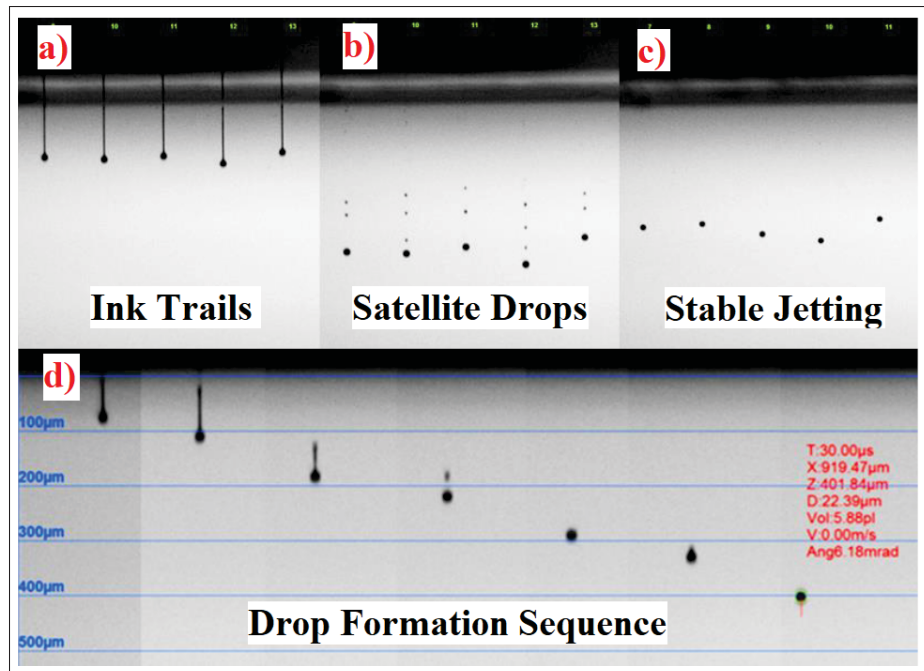 10 11 12 13
10 11 12 13
7 8 9 10 11
a)
b)
c)
Ink Trails
Satellite Drops
Stable Jetting
d)
100µm
200µm
300µm
400µm
500µm
T:30.00µs
X:919.47µm
Z:401.84µm
D:22.39µm
Vol:5.88pl
V:0.00m/s
Ang6.18mrad
Drop Formation Sequence